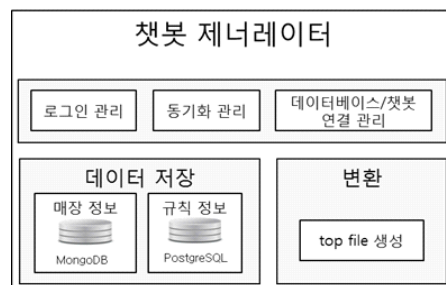 챗봇 제너레이터
로그인 관리
동기화 관리
데이터베이스/챗봇
연결 관리
데이터 저장
매장 정보
MongoDB
규칙 정보
PostgreSQL
변환
top file 생성